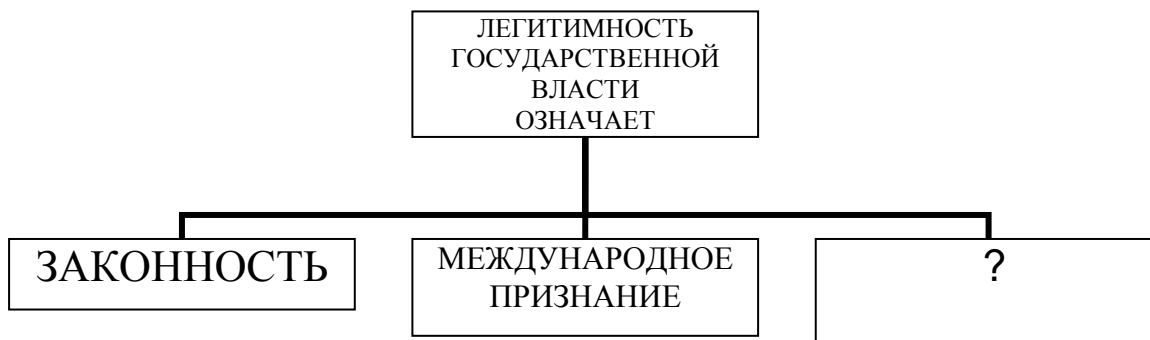 ЛЕГИТИМНОСТЬ
ГОСУДАРСТВЕННОЙ
ВЛАСТИ
ОЗНАЧАЕТ
ЗАКОННОСТЬ
МЕЖДУНАРОДНОЕ
ПРИЗНАНИЕ
?